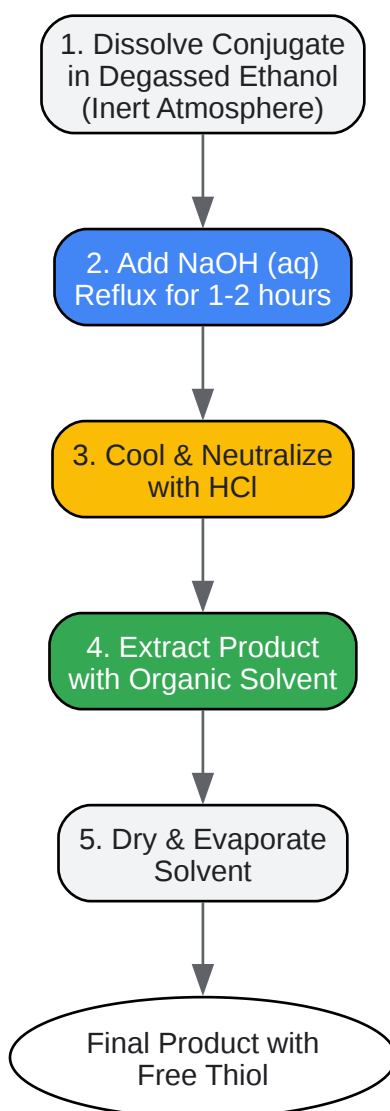 1. Dissolve Conjugate
in Degassed Ethanol
(Inert Atmosphere)
2. Add NaOH (aq)
Reflux for 1-2 hours
3. Cool & Neutralize
with HCl
4. Extract Product
with Organic Solvent
5. Dry & Evaporate
Solvent
Final Product with
Free Thiol